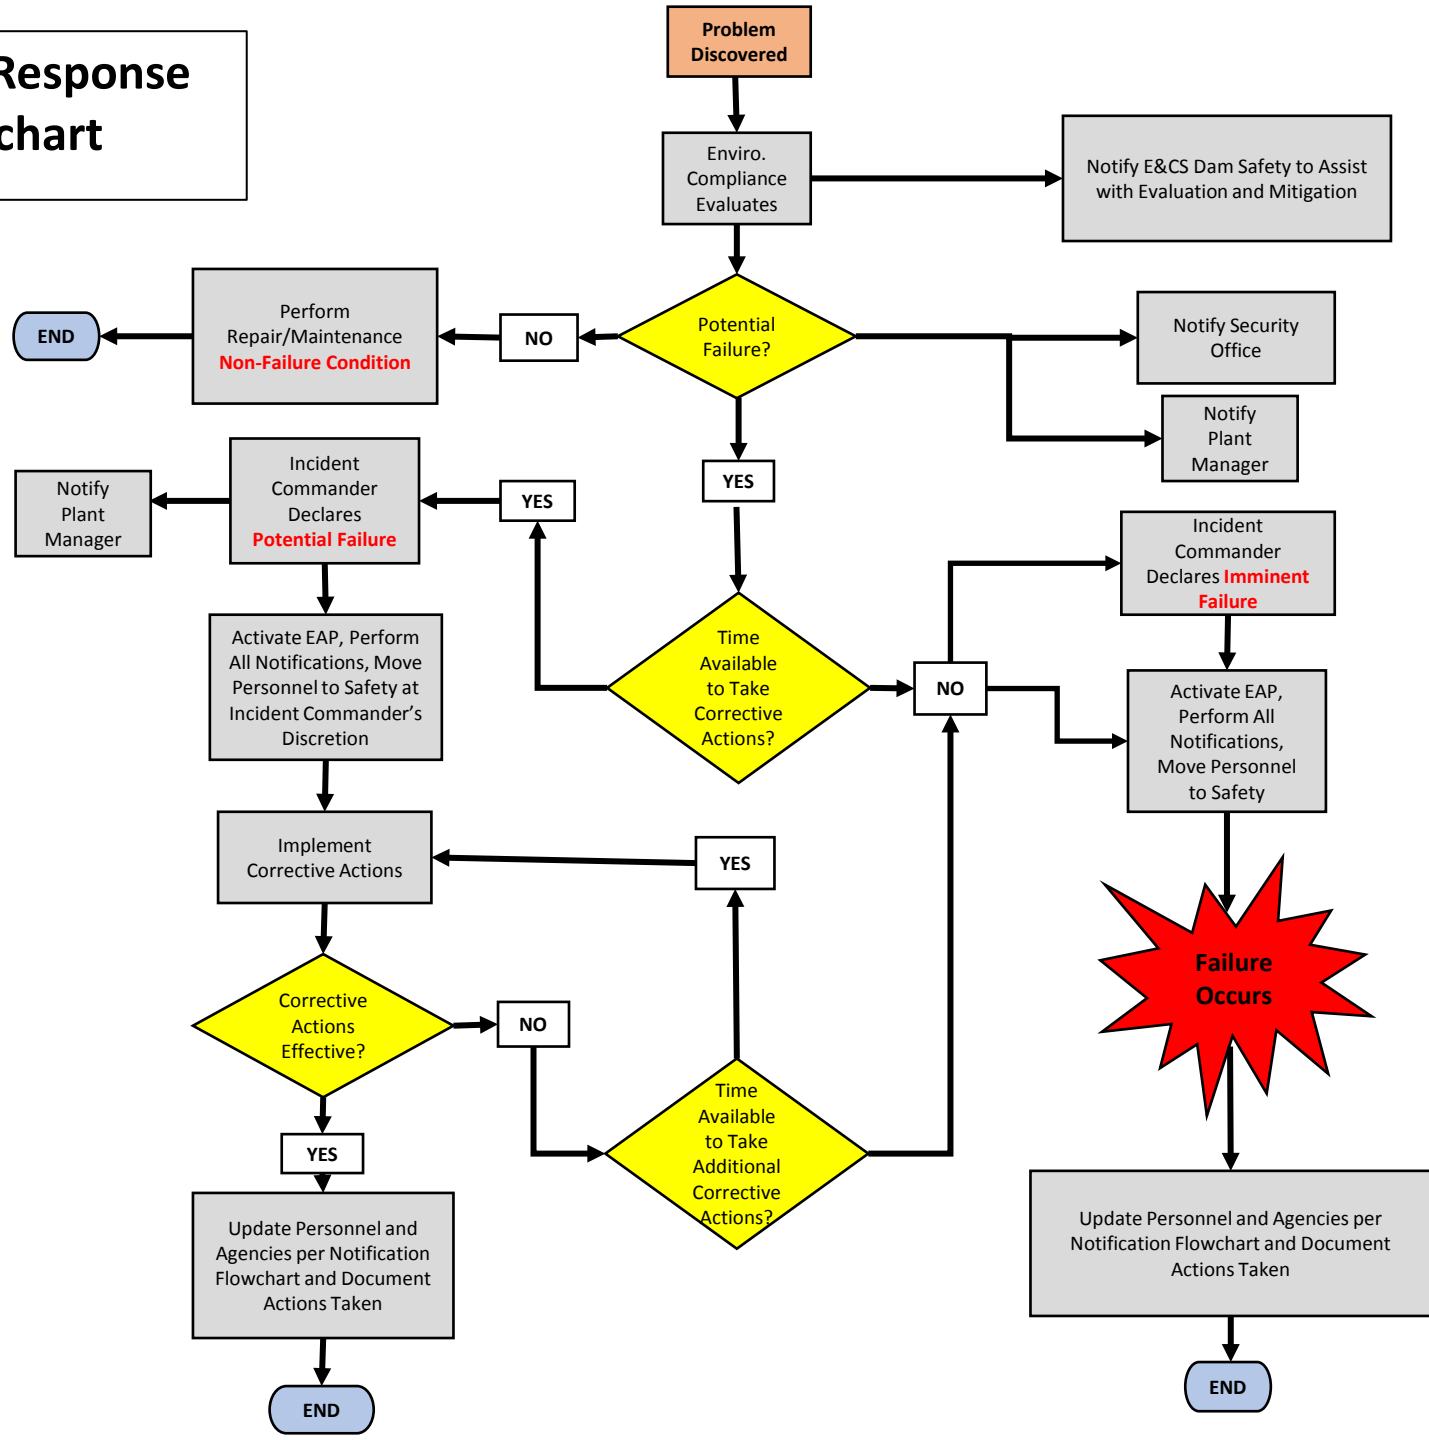 Response
chart
Problem
Discovered
Enviro.
Compliance
Evaluates
Notify E&CS Dam Safety to Assist
with Evaluation and Mitigation
Potential
Failure?
NO
Perform
Repair/Maintenance
Non-Failure Condition
END
Notify Security
Office
Notify
Plant
Manager
YES
YES
Incident
Commander
Declares
Potential Failure
Notify
Plant
Manager
Incident
Commander
Declares Imminent
Failure
Time
Available
to Take
Corrective
Actions?
NO
Activate EAP, Perform
All Notifications, Move
Personnel to Safety at
Incident Commander’s
Discretion
Activate EAP,
Perform All
Notifications,
Move Personnel
to Safety
Implement
Corrective Actions
YES
Failure
Occurs
Corrective
Actions
Effective?
NO
Time
Available
to Take
Additional
Corrective
Actions?
YES
Update Personnel and
Agencies per Notification
Flowchart and Document
Actions Taken
Update Personnel and Agencies per
Notification Flowchart and Document
Actions Taken
END
END